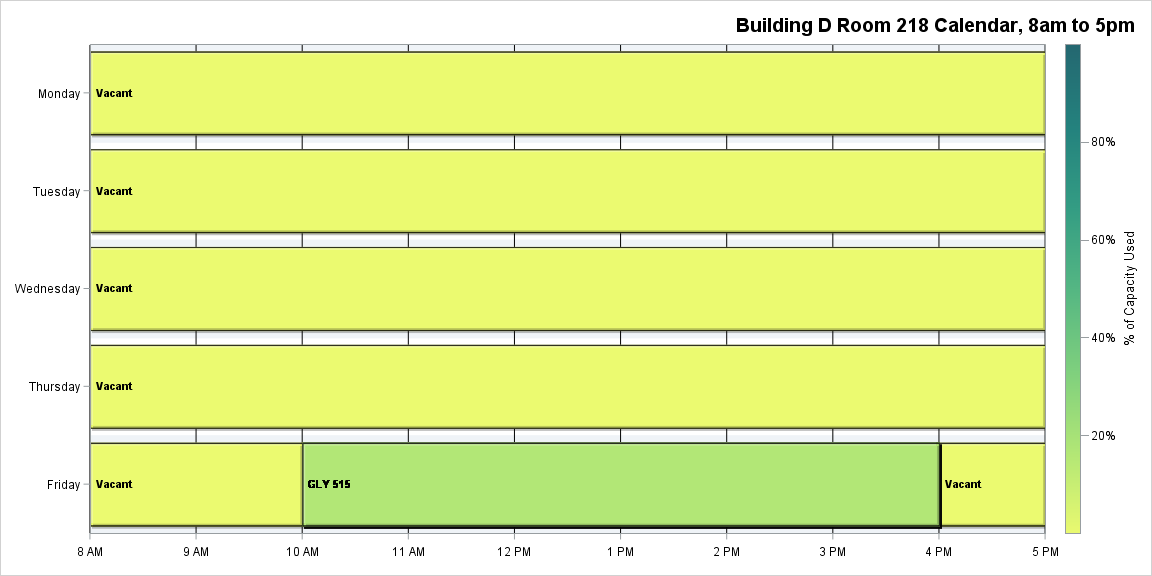 Building D Room 218 Calendar, 8am to 5pm
Monday
Vacant
Tuesday
Vacant
Wednesday
Vacant
Thursday
Vacant
Friday
Vacant
GLY 515
Vacant
8 AM
9 AM
10 AM
11 AM
12 PM
1 PM
2 PM
3 PM
4 PM
5 PM
80%
60%
40%
20%
% of Capacity Used